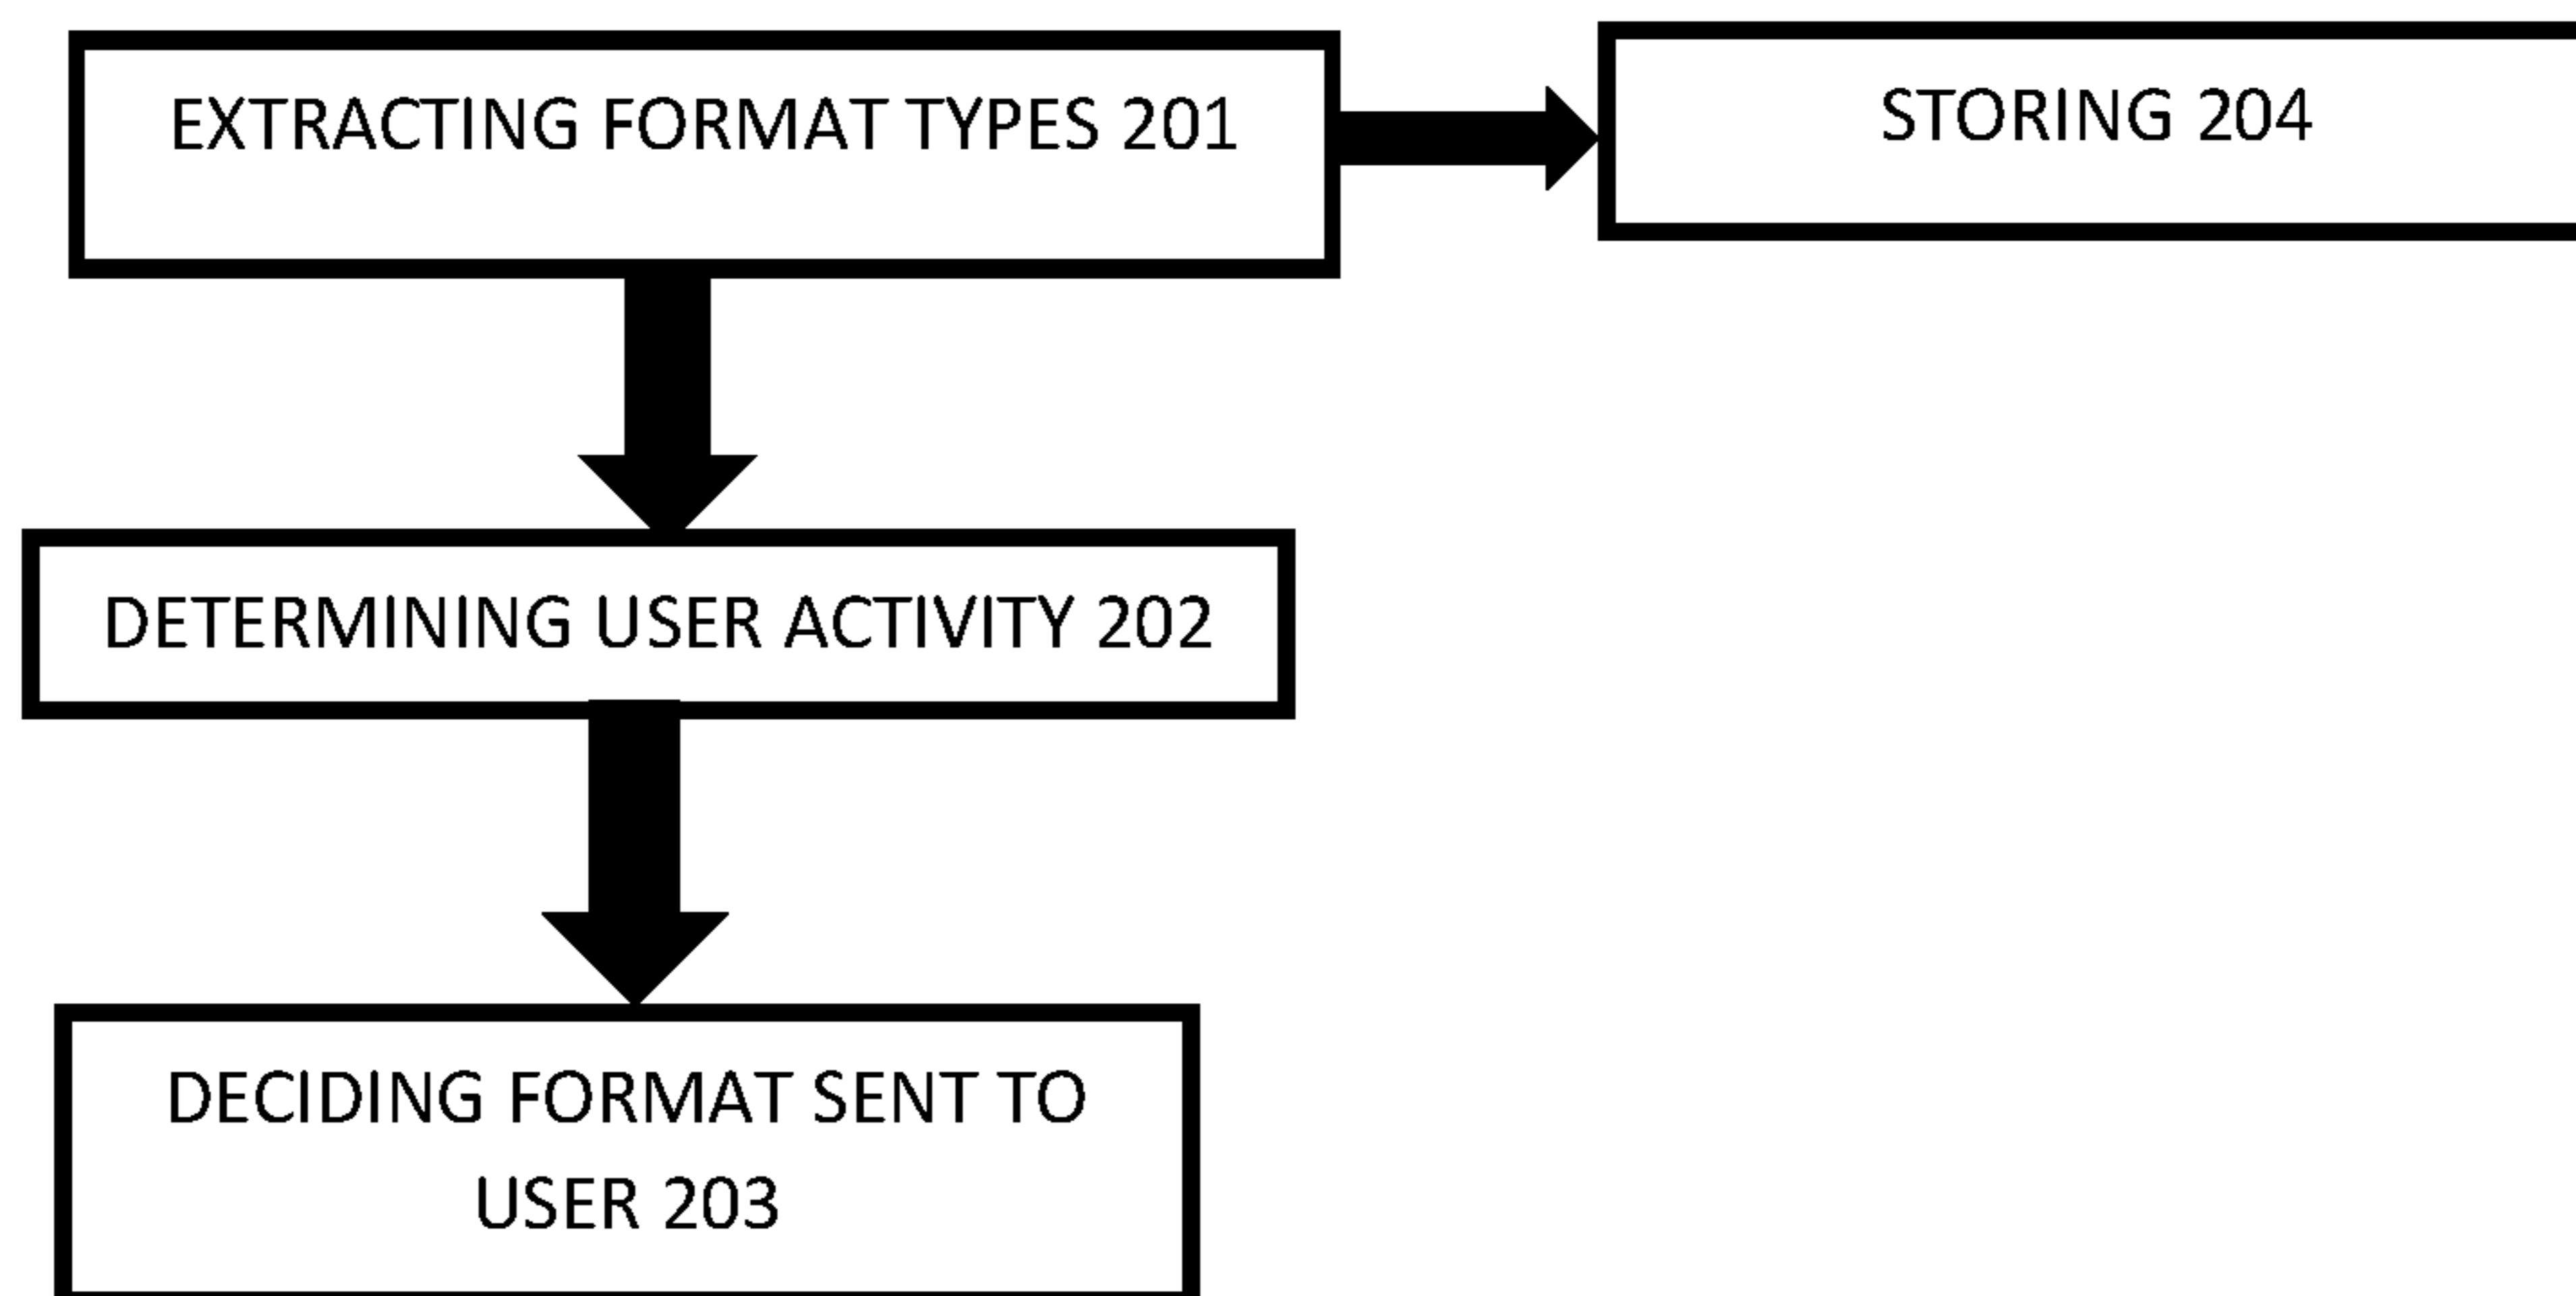 EXTRACTING FORMAT TYPES 201
STORING 204
DETERMINING USER ACTIVITY 202
DECIDING FORMAT SENT TO
USER 203